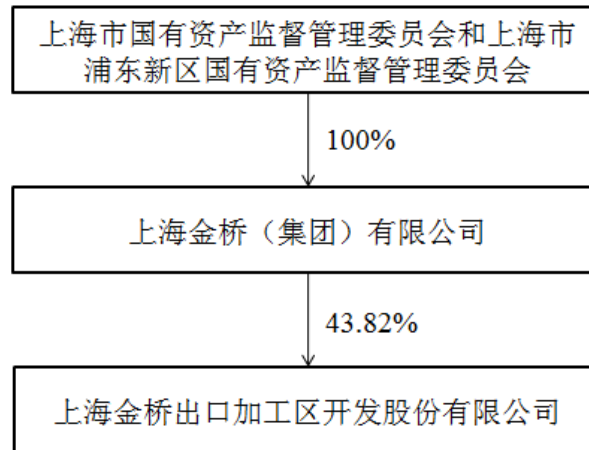 上海市国有资产监督管理委员会和上海市
浦东新区国有资产监督管理委员会
100%
上海金桥（集团）有限公司
43.82%
上海金桥出口加工区开发股份有限公司